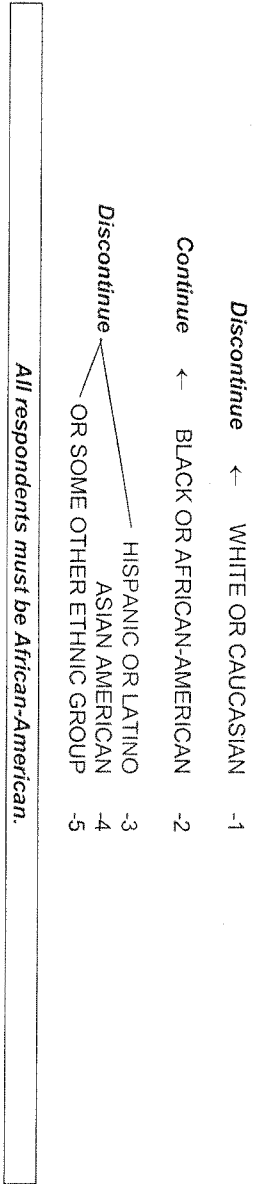 Discontinue ← WHITE OR CAUCASIAN -1
Continue ← BLACK OR AFRICAN-AMERICAN -2
HISPANIC OR LATINO -3
Discontinue ASIAN AMERICAN -4
OR SOME OTHER ETHNIC GROUP -5
All respondents must be African-American.